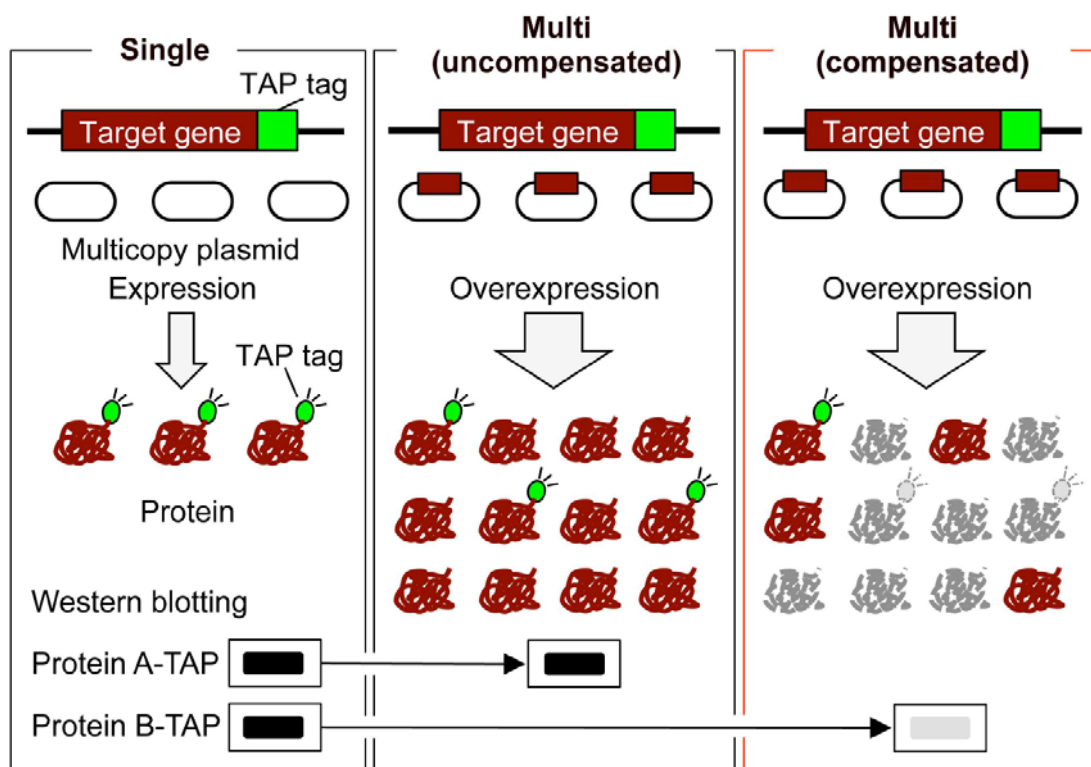 Single
TAP tag
Target gene
Multicopy plasmid
Expression
TAP tag
Protein
Western blotting
Protein A-TAP
Protein B-TAP
Multi
(uncompensated)
Target gene
Overexpression
Multi
(compensated)
Target gene
Overexpression